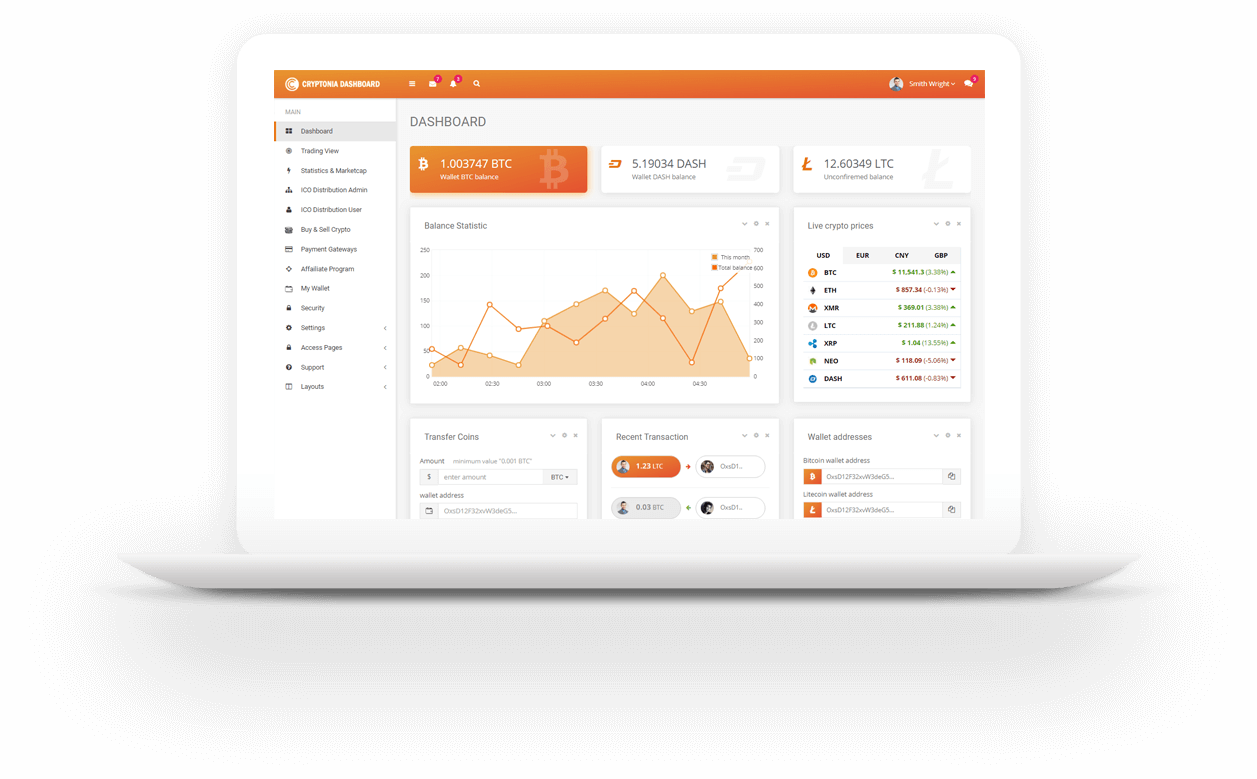 CRYPTONIA DASHBOARD
7
3
Smith Wright
9
MAIN
Dashboard
Trading View
Statistics & Marketcap
ICO Distribution Admin
ICO Distribution User
Buy & Sell Crypto
Payment Gateways
Affailiate Program
My Wallet
Security
Settings
Access Pages
Support
Layouts
DASHBOARD
1.003747 BTC
Wallet BTC balance
5.19034 DASH
Wallet DASH balance
12.60349 LTC
Unconfiremed balance
Balance Statistic
This month
Total balance
250
200
150
100
50
0
700
600
500
400
300
200
100
0
02:00 02:30 03:00 03:30 04:00 04:30
Live crypto prices
USD EUR CNY GBP
BTC $ 11,541.3 (3.38%)
ETH $ 857.34 (-0.13%)
XMR $ 369.01 (3.38%)
LTC $ 211.88 (1.24%)
XRP $ 1.04 (13.55%)
NEO $ 118.09 (-5.06%)
DASH $ 611.08 (-0.83%)
Transfer Coins
Amount minimum value "0.001 BTC"
$ enter amount BTC
wallet address
OxsD12F32xvW3deG5...
Recent Transaction
1.23 LTC OxsD1..
0.03 BTC OxsD1..
Wallet addresses
Bitcoin wallet address
OxsD12F32xvW3deG5...
Litecoin wallet address
OxsD12F32xvW3deG5...